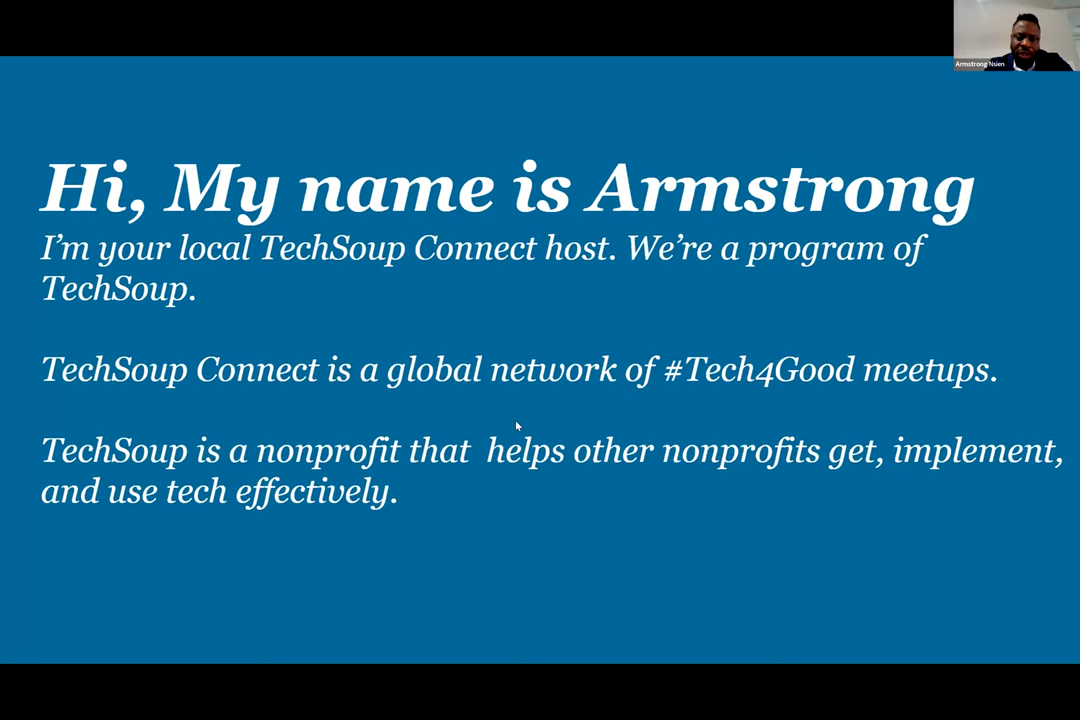 Armstrong Nsien
Hi, My name is Armstrong
I'm your local TechSoup Connect host. We're a program of
TechSoup.
TechSoup Connect is a global network of #Tech4Good meetups.
TechSoup is a nonprofit that  helps other nonprofits get, implement,
and use tech effectively.